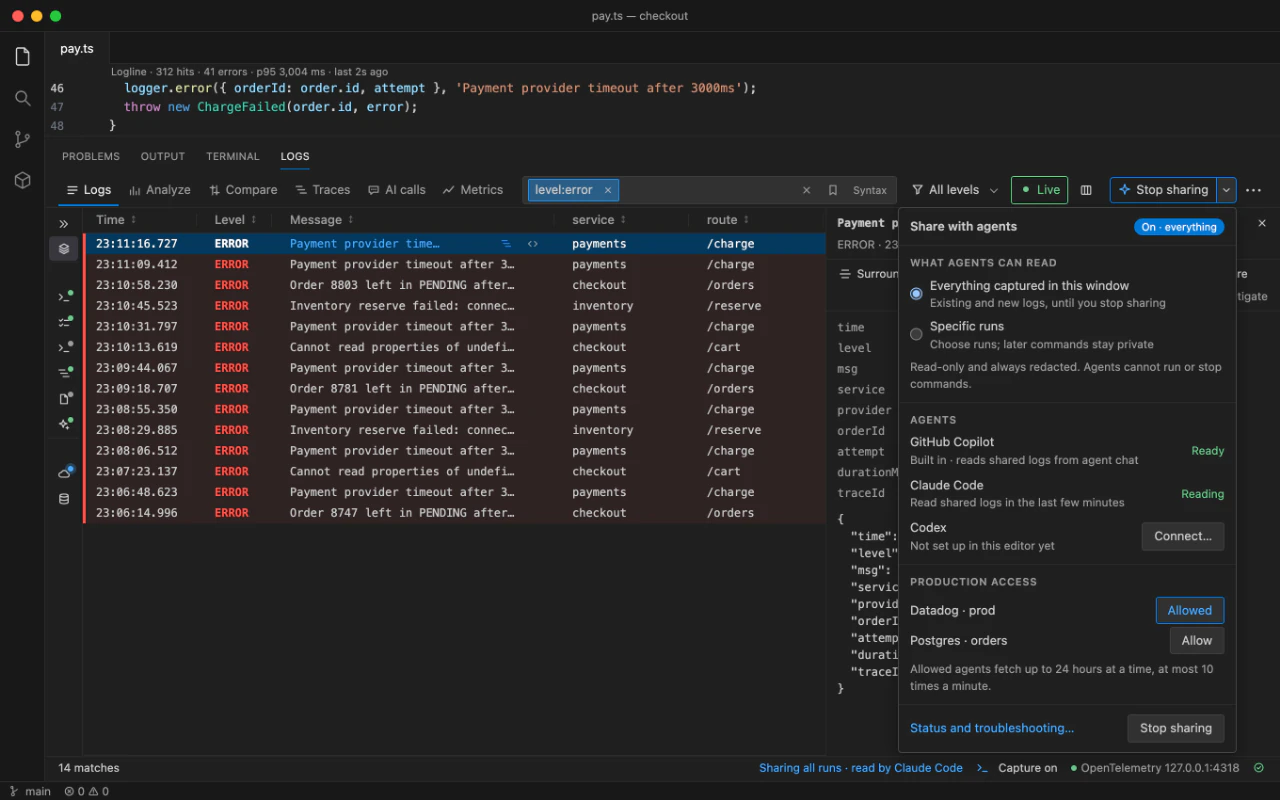 pay.ts — checkout
pay.ts
Logline · 312 hits · 41 errors · p95 3,004 ms · last 2s ago
46 logger.error({ orderId: order.id, attempt }, 'Payment provider timeout after 3000ms');
47 throw new ChargeFailed(order.id, error);
48 }
PROBLEMS OUTPUT TERMINAL LOGS
Logs Analyze Compare Traces AI calls Metrics level:error × × Syntax All levels Live Stop sharing
Time Level Message service route
23:11:16.727 ERROR Payment provider time… payments /charge
23:11:09.412 ERROR Payment provider timeout after 3… payments /charge
23:10:58.230 ERROR Order 8803 left in PENDING after… checkout /orders
23:10:45.523 ERROR Inventory reserve failed: connec… inventory /reserve
23:10:31.797 ERROR Payment provider timeout after 3… payments /charge
23:10:13.619 ERROR Cannot read properties of undefi… checkout /cart
23:09:44.067 ERROR Payment provider timeout after 3… payments /charge
23:09:18.707 ERROR Order 8781 left in PENDING after… checkout /orders
23:08:55.350 ERROR Payment provider timeout after 3… payments /charge
23:08:29.885 ERROR Inventory reserve failed: connec… inventory /reserve
23:08:06.512 ERROR Payment provider timeout after 3… payments /charge
23:07:23.137 ERROR Cannot read properties of undefi… checkout /cart
23:06:48.623 ERROR Payment provider timeout after 3… payments /charge
23:06:14.996 ERROR Order 8747 left in PENDING after… checkout /orders
Payment p
ERROR · 23
Surroun
re
tigate
time
level
msg
service
provider
orderId
attempt
durationM
traceId
{
"time":
"level"
"msg":
"servic
"provid
"orderI
"attemp
"durati
"traceI
}
Share with agents On · everything
WHAT AGENTS CAN READ
Everything captured in this window
Existing and new logs, until you stop sharing
Specific runs
Choose runs; later commands stay private
Read-only and always redacted. Agents cannot run or stop
commands.
AGENTS
GitHub Copilot
Built in · reads shared logs from agent chat
Ready
Claude Code
Read shared logs in the last few minutes
Reading
Codex
Not set up in this editor yet
Connect…
PRODUCTION ACCESS
Datadog · prod Allowed
Postgres · orders Allow
Allowed agents fetch up to 24 hours at a time, at most 10
times a minute.
Status and troubleshooting… Stop sharing
14 matches Sharing all runs · read by Claude Code Capture on OpenTelemetry 127.0.0.1:4318
main 0 0